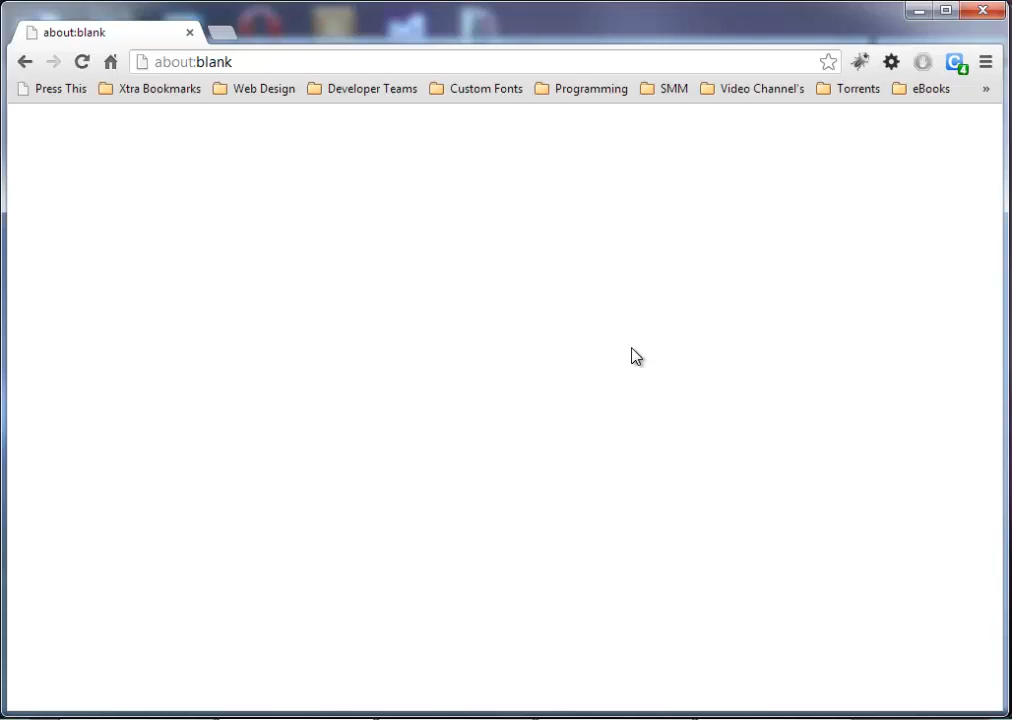 about:blank
about:blank
4
Press This Xtra Bookmarks Web Design Developer Teams Custom Fonts Programming SMM Video Channel's Torrents eBooks »